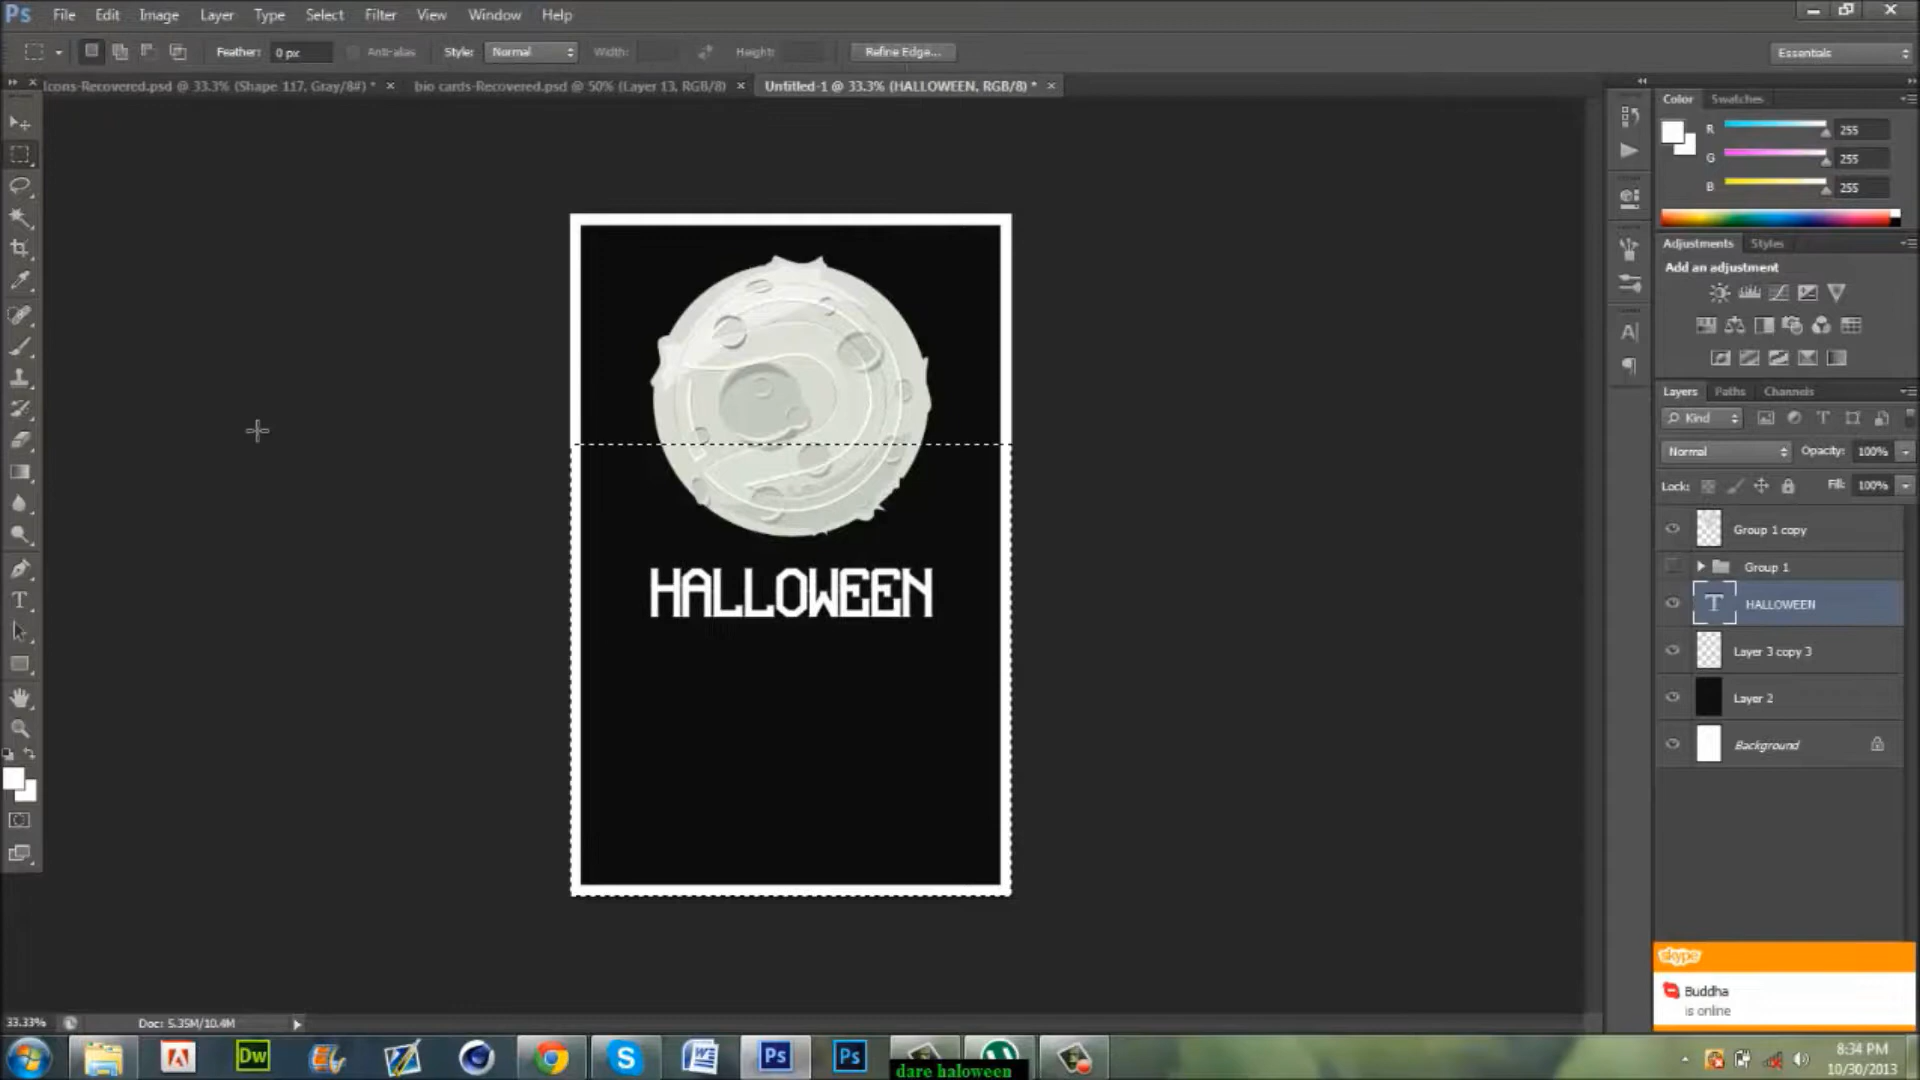 Ps File Edit Image Layer Type Select Filter View Window Help
Feather: 0 px Anti-alias Style: Normal Width: Height: Refine Edge... Essentials
Icons-Recovered.psd @ 33.3% (Shape 117, Gray/8#) * × bio cards-Recovered.psd @ 50% (Layer 13, RGB/8) × Untitled-1 @ 33.3% (HALLOWEEN, RGB/8) * ×
Color Swatches
R 255
G 255
B 255
Adjustments Styles
Add an adjustment
Layers Paths Channels
Kind
Normal Opacity: 100%
Lock: Fill: 100%
Group 1 copy
Group 1
HALLOWEEN
Layer 3 copy 3
Layer 2
Background
HALLOWEEN
skype
Buddha
is online
33.33% Doc: 5.35M/10.4M
Dw
Ps
Ps
dare haloween
8:34 PM
10/30/2013